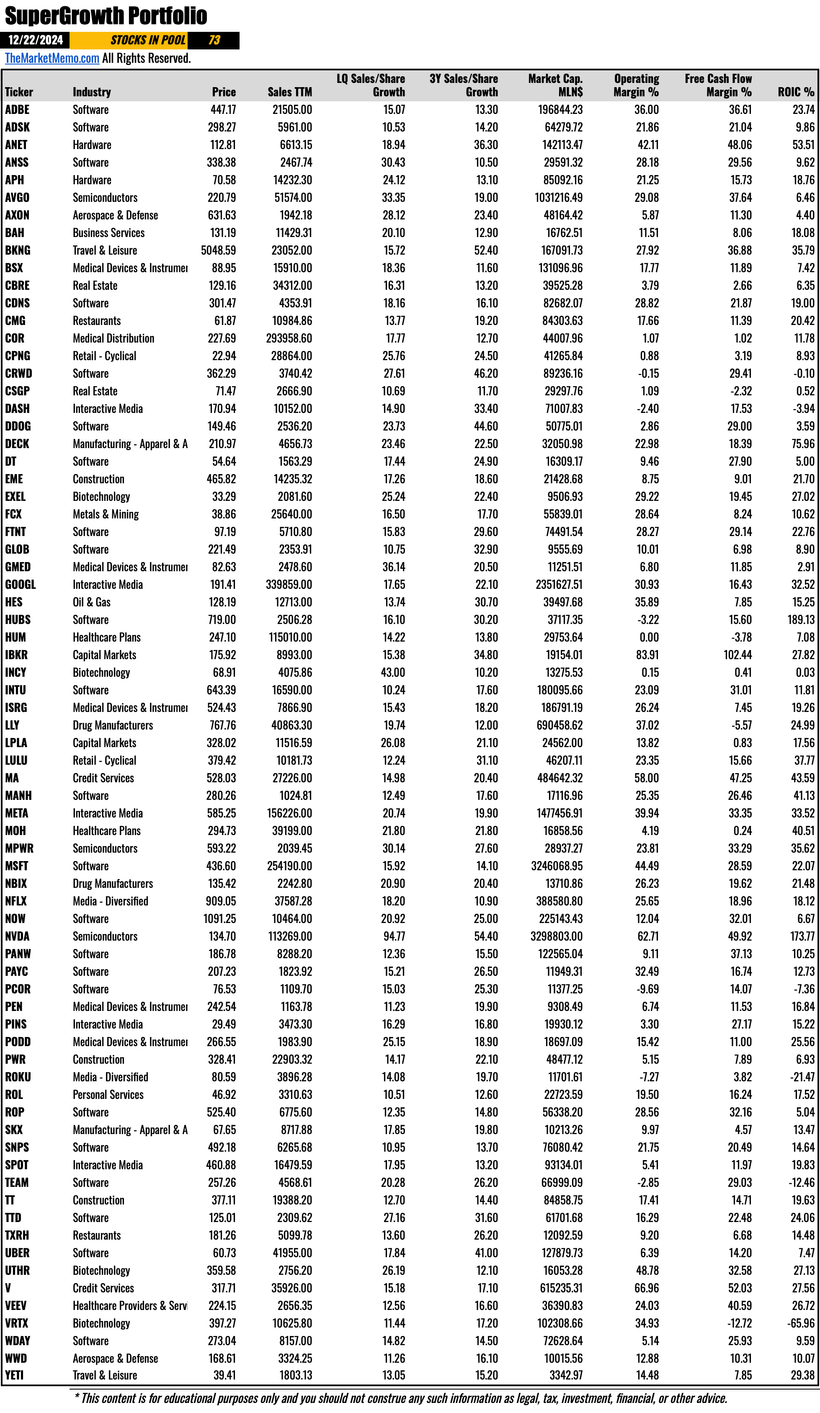 SuperGrowth Portfolio
12/22/2024 STOCKS IN POOL 73
TheMarketMemo.com All Rights Reserved.
LQ Sales/Share 3Y Sales/Share Market Cap. Operating Free Cash Flow
Ticker Industry Price Sales TTM Growth Growth MLN$ Margin % Margin % ROIC %
ADBE Software 447.17 21505.00 15.07 13.30 196844.23 36.00 36.61 23.74
ADSK Software 298.27 5961.00 10.53 14.20 64279.72 21.86 21.04 9.86
ANET Hardware 112.81 6613.15 18.94 36.30 142113.47 42.11 48.06 53.51
ANSS Software 338.38 2467.74 30.43 10.50 29591.32 28.18 29.56 9.62
APH Hardware 70.58 14232.30 24.12 13.10 85092.16 21.25 15.73 18.76
AVGO Semiconductors 220.79 51574.00 33.35 19.00 1031216.49 29.08 37.64 6.46
AXON Aerospace & Defense 631.63 1942.18 28.12 23.40 48164.42 5.87 11.30 4.40
BAH Business Services 131.19 11429.31 20.10 12.90 16762.51 11.51 8.06 18.08
BKNG Travel & Leisure 5048.59 23052.00 15.72 52.40 167091.73 27.92 36.88 35.79
BSX Medical Devices & Instrumer 88.95 15910.00 18.36 11.60 131096.96 17.77 11.89 7.42
CBRE Real Estate 129.16 34312.00 16.31 13.20 39525.28 3.79 2.66 6.35
CDNS Software 301.47 4353.91 18.16 16.10 82682.07 28.82 21.87 19.00
CMG Restaurants 61.87 10984.86 13.77 19.20 84303.63 17.66 11.39 20.42
COR Medical Distribution 227.69 293958.60 17.77 12.70 44007.96 1.07 1.02 11.78
CPNG Retail - Cyclical 22.94 28864.00 25.76 24.50 41265.84 0.88 3.19 8.93
CRWD Software 362.29 3740.42 27.61 46.20 89236.16 -0.15 29.41 -0.10
CSGP Real Estate 71.47 2666.90 10.69 11.70 29297.76 1.09 -2.32 0.52
DASH Interactive Media 170.94 10152.00 14.90 33.40 71007.83 -2.40 17.53 -3.94
DDOG Software 149.46 2536.20 23.73 44.60 50775.01 2.86 29.00 3.59
DECK Manufacturing - Apparel & A 210.97 4656.73 23.46 22.50 32050.98 22.98 18.39 75.96
DT Software 54.64 1563.29 17.44 24.90 16309.17 9.46 27.90 5.00
EME Construction 465.82 14235.32 17.26 18.60 21428.68 8.75 9.01 21.70
EXEL Biotechnology 33.29 2081.60 25.24 22.40 9506.93 29.22 19.45 27.02
FCX Metals & Mining 38.86 25640.00 16.50 17.70 55839.01 28.64 8.24 10.62
FTNT Software 97.19 5710.80 15.83 29.60 74491.54 28.27 29.14 22.76
GLOB Software 221.49 2353.91 10.75 32.90 9555.69 10.01 6.98 8.90
GMED Medical Devices & Instrumer 82.63 2478.60 36.14 20.50 11251.51 6.80 11.85 2.91
GOOGL Interactive Media 191.41 339859.00 17.65 22.10 2351627.51 30.93 16.43 32.52
HES Oil & Gas 128.19 12713.00 13.74 30.70 39497.68 35.89 7.85 15.25
HUBS Software 719.00 2506.28 16.10 30.20 37117.35 -3.22 15.60 189.13
HUM Healthcare Plans 247.10 115010.00 14.22 13.80 29753.64 0.00 -3.78 7.08
IBKR Capital Markets 175.92 8993.00 15.38 34.80 19154.01 83.91 102.44 27.82
INCY Biotechnology 68.91 4075.86 43.00 10.20 13275.53 0.15 0.41 0.03
INTU Software 643.39 16590.00 10.24 17.60 180095.66 23.09 31.01 11.81
ISRG Medical Devices & Instrumer 524.43 7866.90 15.43 18.20 186791.19 26.24 7.45 19.26
LLY Drug Manufacturers 767.76 40863.30 19.74 12.00 690458.62 37.02 -5.57 24.99
LPLA Capital Markets 328.02 11516.59 26.08 21.10 24562.00 13.82 0.83 17.56
LULU Retail - Cyclical 379.42 10181.73 12.24 31.10 46207.11 23.35 15.66 37.77
MA Credit Services 528.03 27226.00 14.98 20.40 484642.32 58.00 47.25 43.59
MANH Software 280.26 1024.81 12.49 17.60 17116.96 25.35 26.46 41.13
META Interactive Media 585.25 156226.00 20.74 19.90 1477456.91 39.94 33.35 33.52
MOH Healthcare Plans 294.73 39199.00 21.80 21.80 16858.56 4.19 0.24 40.51
MPWR Semiconductors 593.22 2039.45 30.14 27.60 28937.27 23.81 33.29 35.62
MSFT Software 436.60 254190.00 15.92 14.10 3246068.95 44.49 28.59 22.07
NBIX Drug Manufacturers 135.42 2242.80 20.90 20.40 13710.86 26.23 19.62 21.48
NFLX Media - Diversified 909.05 37587.28 18.20 10.90 388580.80 25.65 18.96 18.12
NOW Software 1091.25 10464.00 20.92 25.00 225143.43 12.04 32.01 6.67
NVDA Semiconductors 134.70 113269.00 94.77 54.40 3298803.00 62.71 49.92 173.77
PANW Software 186.78 8288.20 12.36 15.50 122565.04 9.11 37.13 10.25
PAYC Software 207.23 1823.92 15.21 26.50 11949.31 32.49 16.74 12.73
PCOR Software 76.53 1109.70 15.03 25.30 11377.25 -9.69 14.07 -7.36
PEN Medical Devices & Instrumer 242.54 1163.78 11.23 19.90 9308.49 6.74 11.53 16.84
PINS Interactive Media 29.49 3473.30 16.29 16.80 19930.12 3.30 27.17 15.22
PODD Medical Devices & Instrumer 266.55 1983.90 25.15 18.90 18697.09 15.42 11.00 25.56
PWR Construction 328.41 22903.32 14.17 22.10 48477.12 5.15 7.89 6.93
ROKU Media - Diversified 80.59 3896.28 14.08 19.70 11701.61 -7.27 3.82 -21.47
ROL Personal Services 46.92 3310.63 10.51 12.60 22723.59 19.50 16.24 17.52
ROP Software 525.40 6775.60 12.35 14.80 56338.20 28.56 32.16 5.04
SKX Manufacturing - Apparel & A 67.65 8717.88 17.85 19.80 10213.26 9.97 4.57 13.47
SNPS Software 492.18 6265.68 10.95 13.70 76080.42 21.75 20.49 14.64
SPOT Interactive Media 460.88 16479.59 17.95 13.20 93134.01 5.41 11.97 19.83
TEAM Software 257.26 4568.61 20.28 26.20 66999.09 -2.85 29.03 -12.46
TT Construction 377.11 19388.20 12.70 14.40 84858.75 17.41 14.71 19.63
TTD Software 125.01 2309.62 27.16 31.60 61701.68 16.29 22.48 24.06
TXRH Restaurants 181.26 5099.78 13.60 26.20 12092.59 9.20 6.68 14.48
UBER Software 60.73 41955.00 17.84 41.00 127879.73 6.39 14.20 7.47
UTHR Biotechnology 359.58 2756.20 26.19 12.10 16053.28 48.78 32.58 27.13
V Credit Services 317.71 35926.00 15.18 17.10 615235.31 66.96 52.03 27.56
VEEV Healthcare Providers & Servi 224.15 2656.35 12.56 16.60 36390.83 24.03 40.59 26.72
VRTX Biotechnology 397.27 10625.80 11.44 17.20 102308.66 34.93 -12.72 -65.96
WDAY Software 273.04 8157.00 14.82 14.50 72628.64 5.14 25.93 9.59
WWD Aerospace & Defense 168.61 3324.25 11.26 16.10 10015.56 12.88 10.31 10.07
YETI Travel & Leisure 39.41 1803.13 13.05 15.20 3342.97 14.48 7.85 29.38
* This content is for educational purposes only and you should not construe any such information as legal, tax, investment, financial, or other advice.